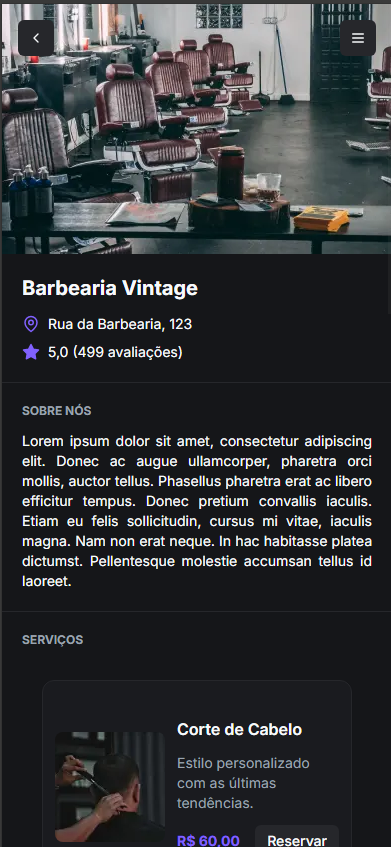 Barbearia Vintage
Rua da Barbearia, 123
5,0 (499 avaliações)
SOBRE NÓS
Lorem ipsum dolor sit amet, consectetur adipiscing
elit. Donec ac augue ullamcorper, pharetra orci
mollis, auctor tellus. Phasellus pharetra erat ac libero
efficitur tempus. Donec pretium convallis iaculis.
Etiam eu felis sollicitudin, cursus mi vitae, iaculis
magna. Nam non erat neque. In hac habitasse platea
dictumst. Pellentesque molestie accumsan tellus id
laoreet.
SERVIÇOS
Corte de Cabelo
Estilo personalizado
com as últimas
tendências.
R$ 60,00 Reservar